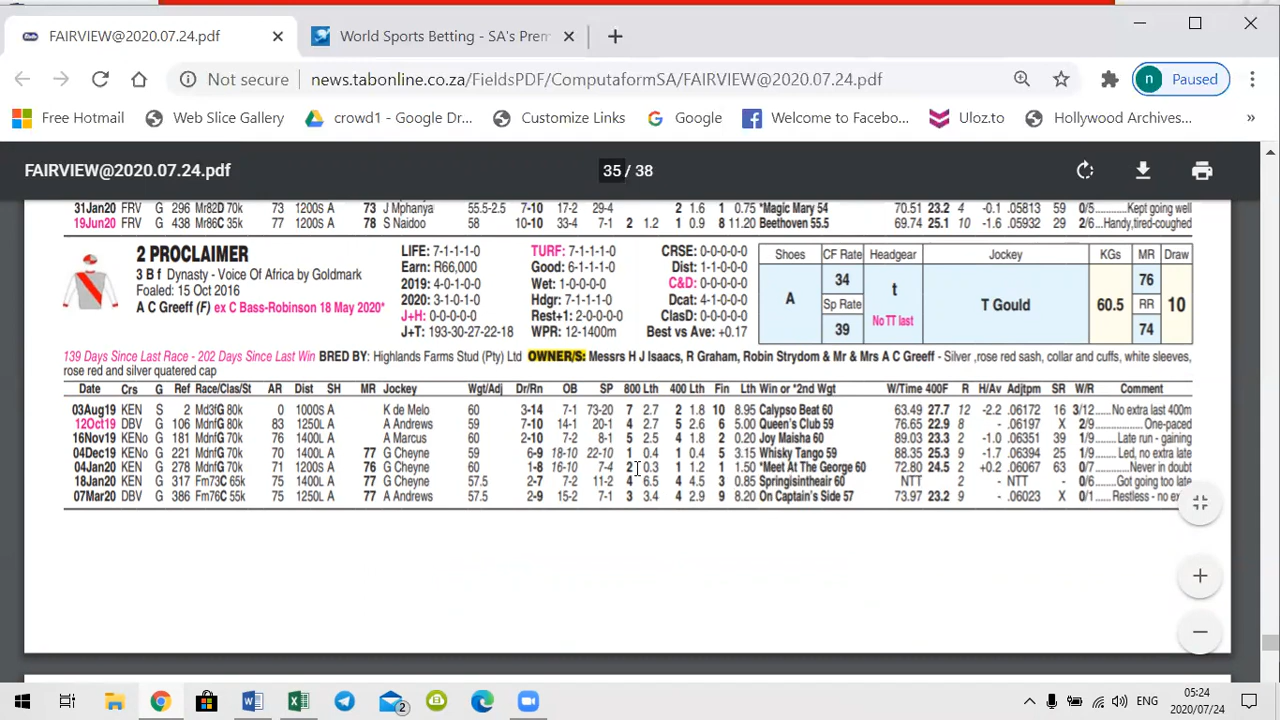 FAIRVIEW@2020.07.24.pdf
World Sports Betting - SA's Prem
Not secure
news.tabonline.co.za/FieldsPDF/ComputaformSA/FAIRVIEW@2020.07.24.pdf
n Paused
Free Hotmail
Web Slice Gallery
crowd1 - Google Dr...
Customize Links
Google
Welcome to Facebo...
Uloz.to
Hollywood Archives...
»
FAIRVIEW@2020.07.24.pdf
35 / 38
31Jan20 FRV G 296 Mr82D 70k 73 1200S A 73 J Mphanya 55.5-2.5 7-10 17-2 29-4 2 1.6 1 0.75 *Magic Mary 54 70.51 23.2 4 -0.1 .05813 59 0/5 ..........Kept going well
19Jun20 FRV G 438 Mr86C 35k 77 1200S A 78 S Naidoo 58 10-10 33-4 7-1 2 1.2 1 0.9 8 11.20 Beethoven 55.5 69.74 25.1 10 -1.6 .05932 29 2/6 ....Handy,tired-coughed
2 PROCLAIMER
3 B f Dynasty - Voice Of Africa by Goldmark
Foaled: 15 Oct 2016
A C Greeff (F) ex C Bass-Robinson 18 May 2020*
LIFE: 7-1-1-1-0
Earn: R66,000
2019: 4-0-1-0-0
2020: 3-1-0-1-0
J+H: 0-0-0-0-0
J+T: 193-30-27-22-18
TURF: 7-1-1-1-0
Good: 6-1-1-1-0
Wet: 1-0-0-0-0
Hdgr: 7-1-1-1-0
Rest+1: 2-0-0-0-0
WPR: 12-1400m
CRSE: 0-0-0-0-0
Dist: 1-1-0-0-0
C&D: 0-0-0-0-0
Dcat: 4-1-0-1-0
ClasD: 0-0-0-0-0
Best vs Ave: +0.17
Shoes CF Rate Headgear Jockey KGs MR Draw
A 34 t T Gould 60.5 76 10
Sp Rate No TT last RR
39 74
139 Days Since Last Race - 202 Days Since Last Win BRED BY: Highlands Farms Stud (Pty) Ltd OWNER/S: Messrs H J Isaacs, R Graham, Robin Strydom & Mr & Mrs A C Greeff - Silver ,rose red sash, collar and cuffs, white sleeves,
rose red and silver quatered cap
Date Crs G Ref Race/Clas/St AR Dist SH MR Jockey Wgt/Adj Dr/Rn OB SP 800 Lth 400 Lth Fin Lth Win or *2nd Wgt W/Time 400F R H/Av Adjtpm SR W/R Comment
03Aug19 KEN S 2 Md3fG 80k 0 1000S A K de Melo 60 3-14 7-1 73-20 7 2.7 2 1.8 10 8.95 Calypso Beat 60 63.49 27.7 12 -2.2 .06172 16 3/12 .... No extra last 400m
12Oct19 DBV G 106 MdnfG 80k 83 1250L A A Andrews 59 7-10 14-1 20-1 4 2.7 5 2.6 6 5.00 Queen's Club 59 76.65 22.9 8 - .06197 X 2/6 ....................One-paced
16Nov19 KENo G 181 MdnfG 70k 76 1400L A A Marcus 60 2-10 7-2 8-1 5 2.5 4 1.8 2 0.20 Joy Maisha 60 89.03 23.3 2 -1.0 .06351 39 1/9 ........Late run - gaining
04Dec19 KENo G 221 MdnfG 70k 70 1400L A 77 G Cheyne 59 6-9 18-10 22-10 1 0.4 1 0.4 5 3.15 Whisky Tango 59 88.35 23.9 7 -1.6 .06394 25 1/9 ..........Led, no extra late
04Jan20 KEN G 278 MdnfG 70k 71 1200S A 76 G Cheyne 60 1-8 16-10 7-4 2 0.3 1 1.2 1 1.50 *Meet At The George 60 72.80 24.5 2 +0.2 .06067 63 0/7 ..............Never in doubt
18Jan20 KEN G 317 Fm73C 65k 75 1400L A 77 G Cheyne 57.5 2-7 7-2 11-2 4 6.5 4 4.5 3 0.85 Springisintheair 60 NTT 2 - NTT - 0/6 ........Got going too late
07Mar20 DBV G 386 Fm76C 55k 75 1250L A 77 A Andrews 57.5 2-9 15-2 7-1 3 3.4 4 2.9 9 8.20 On Captain's Side 57 73.97 23.2 9 - .06023 X 0/1 ...... Restless - no ex
2
ENG
05:24
2020/07/24